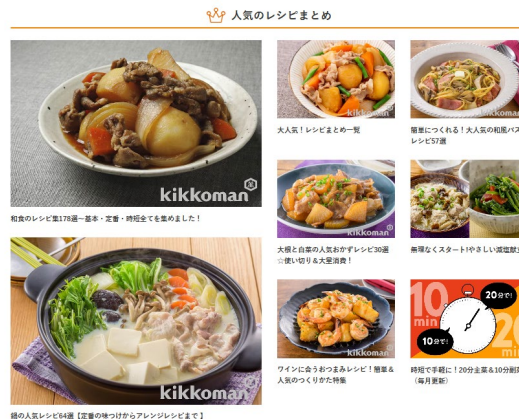 人気のレシピまとめ
kikkoman
和食のレシピ集178選~基本・定番・時短全てを集めました!
kikkoman
大人気!レシピまとめ一覧
kikkoman
簡単につくれる!大人気の和風パス
レシピ57選
kikkoman
大根と白菜の人気おかずレシピ30選
☆使い切り&大量消費!
無理なくスタート!やさしい減塩献立
kikkoman
鍋の人気レシピ64選【定番の味つけからアレンジレシピまで 】
kikkoman
ワインに合うおつまみレシピ!簡単&
人気のつくりかた特集
10
min
20分で!
10分で!
20
時短で手軽に!20分主菜&10分副菜
(毎月更新)